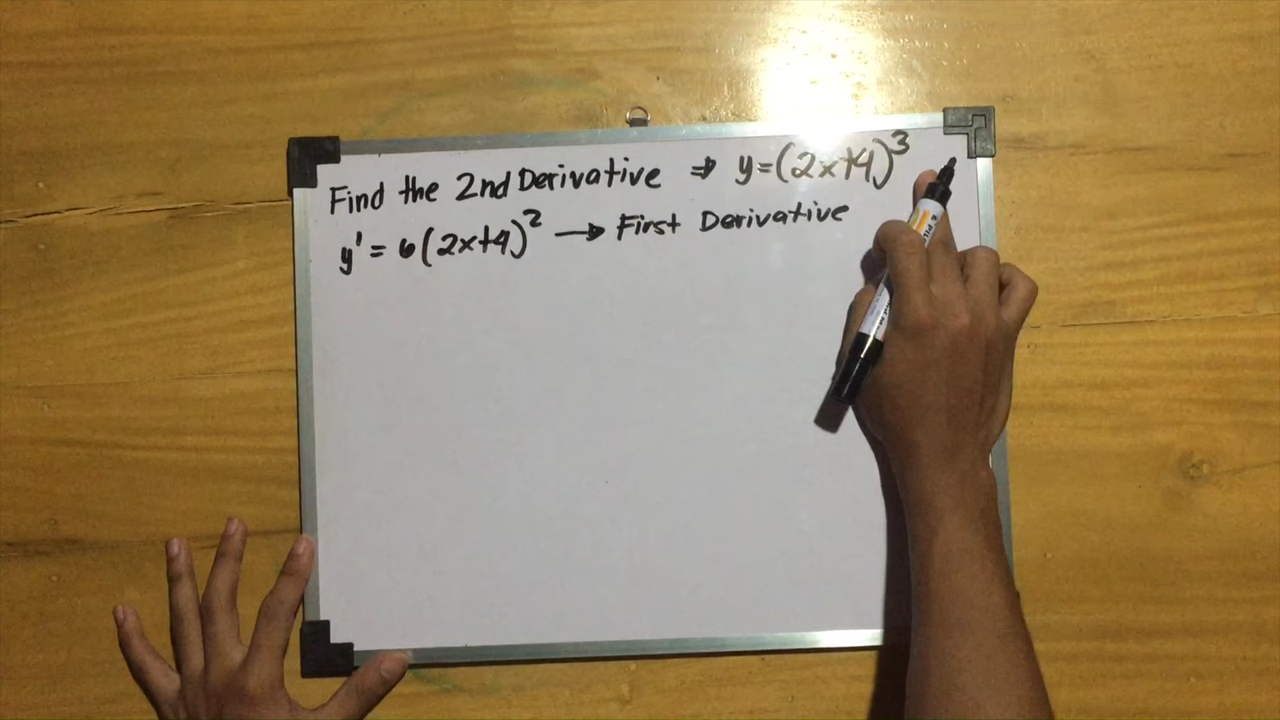 Find the 2nd Derivative ⇒ y=(2x+4)³
y' = 6(2x+4)² → First Derivative